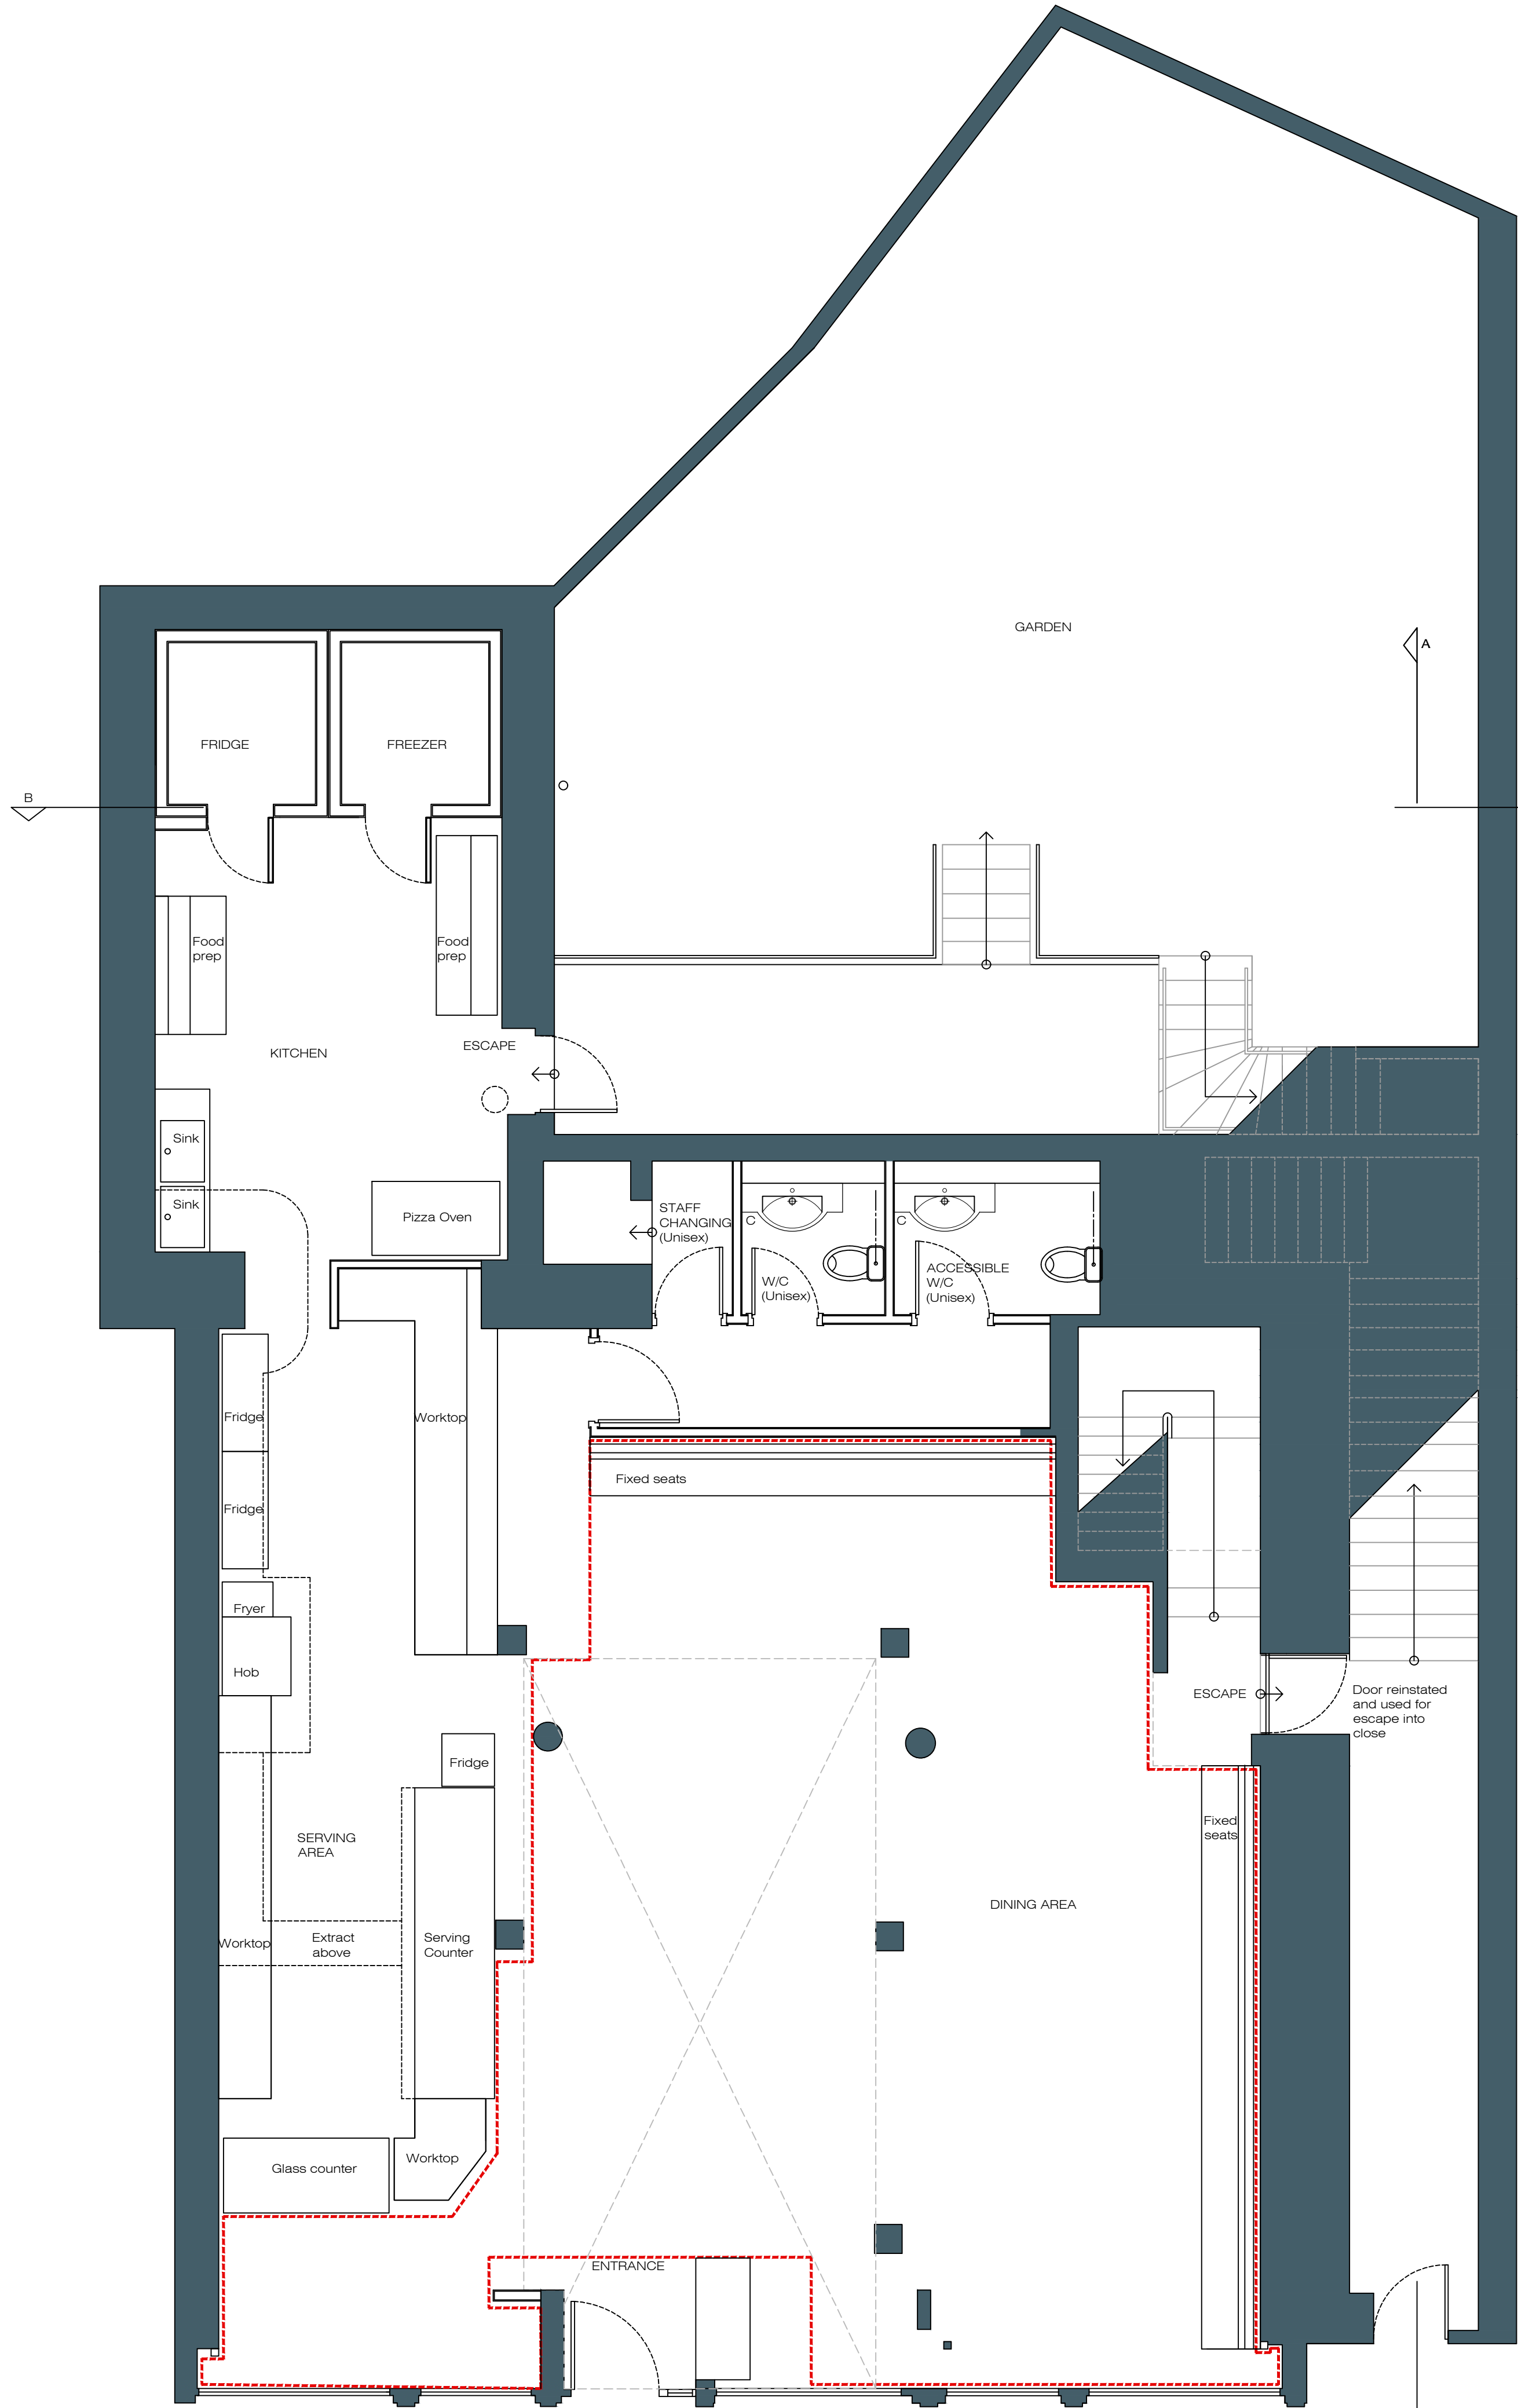 GARDEN
A
FRIDGE
FREEZER
B
Food
prep
Food
prep
KITCHEN
ESCAPE
Sink
Sink
Pizza Oven
STAFF
CHANGING
(Unisex)
C
C
W/C
(Unisex)
ACCESSIBLE
W/C
(Unisex)
Fridge
Worktop
Fixed seats
Fridge
Fryer
Hob
ESCAPE
Door reinstated
and used for
escape into
close
Fridge
Fixed
seats
SERVING
AREA
DINING AREA
Worktop
Extract
above
Serving
Counter
Worktop
Glass counter
ENTRANCE